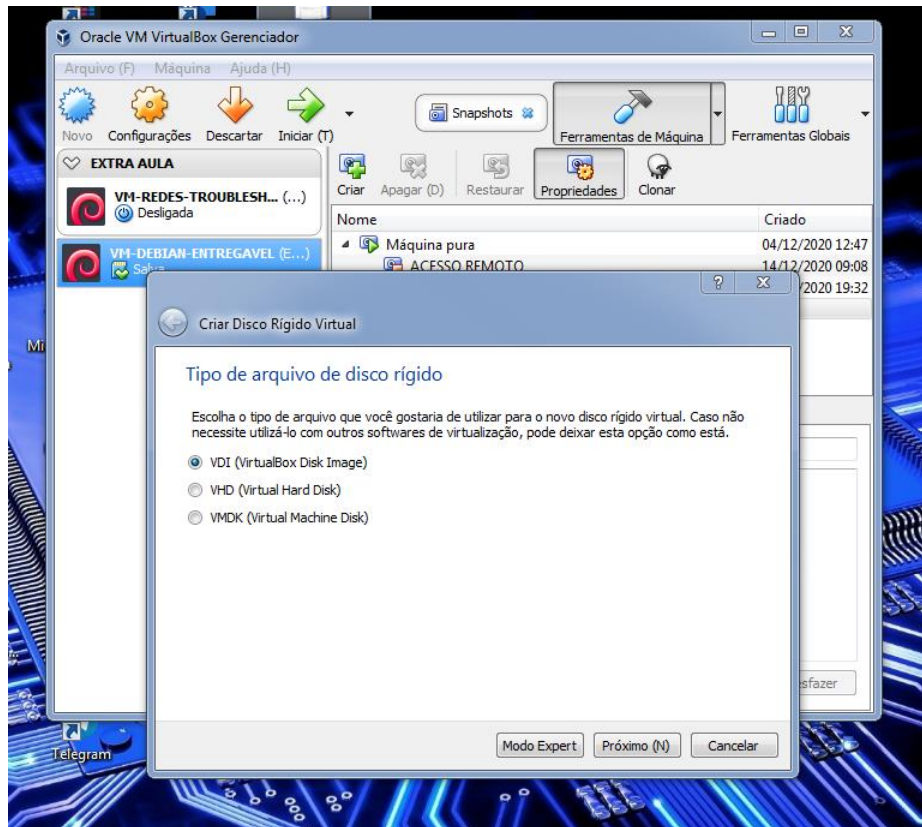 Oracle VM VirtualBox Gerenciador
Arquivo (F) Máquina Ajuda (H)
Novo Configurações Descartar Iniciar (T)
Snapshots
Ferramentas de Máquina
Ferramentas Globais
EXTRA AULA
VM-REDES-TROUBLESH... (...)
Desligada
VM-DEBIAN-ENTREGAVEL (E...)
Salva
Criar Apagar (D) Restaurar Propriedades Clonar
Nome Criado
Máquina pura 04/12/2020 12:47
ACESSO REMOTO 14/12/2020 09:08
/2020 19:32
Criar Disco Rígido Virtual
Tipo de arquivo de disco rígido
Escolha o tipo de arquivo que você gostaria de utilizar para o novo disco rígido virtual. Caso não
necessite utilizá-lo com outros softwares de virtualização, pode deixar esta opção como está.
VDI (VirtualBox Disk Image)
VHD (Virtual Hard Disk)
VMDK (Virtual Machine Disk)
sfazer
Modo Expert Próximo (N) Cancelar
Mi
Telegram